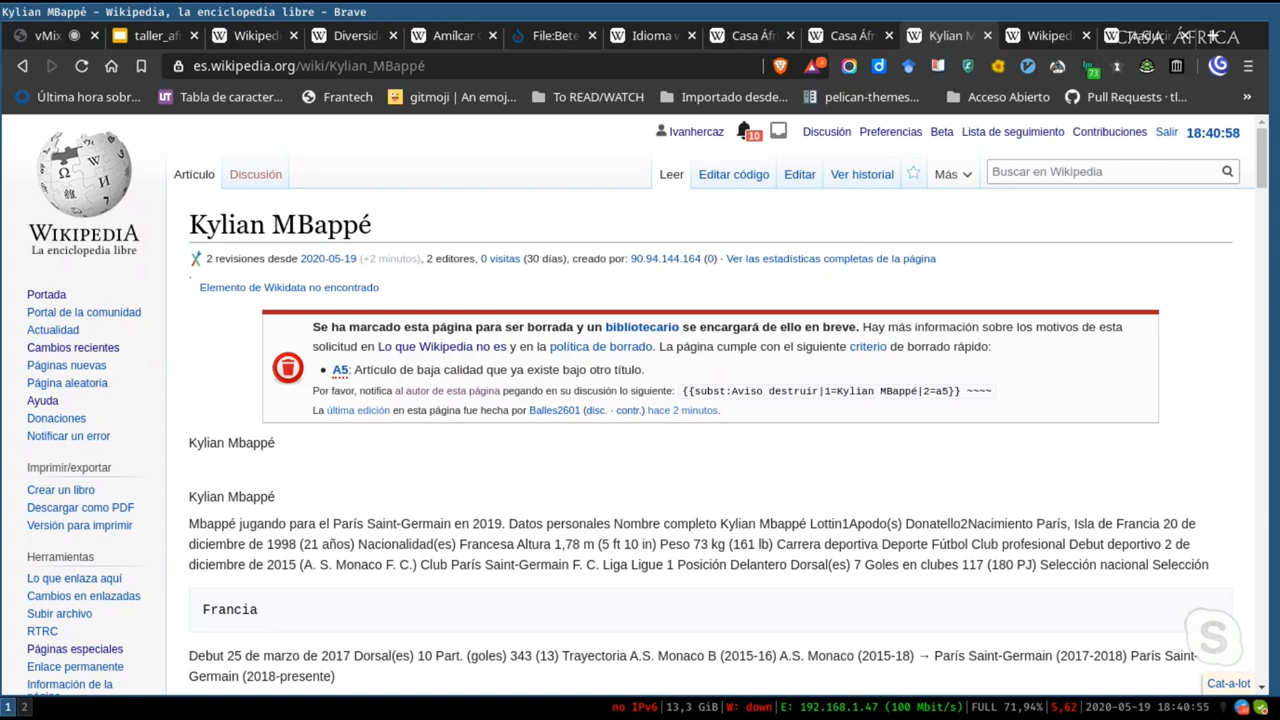 Kylian MBappé - Wikipedia, la enciclopedia libre - Brave
vMix
taller_afr
Wikiped
Diversid
Amílcar
File:Bete
Idioma w
Casa Áfr
Casa Áfr
Kylian M
Wikiped
CASA ÁFRICA
es.wikipedia.org/wiki/Kylian_MBappé
2
73
Última hora sobr...
Tabla de caracter...
Frantech
gitmoji | An emoj...
To READ/WATCH
Importado desde...
pelican-themes...
Acceso Abierto
Pull Requests · tl...
»
Ivanhercaz
10
Discusión
Preferencias
Beta
Lista de seguimiento
Contribuciones
Salir
18:40:58
WIKIPEDIA
La enciclopedia libre
Artículo
Discusión
Leer
Editar código
Editar
Ver historial
Más
Buscar en Wikipedia
Kylian MBappé
2 revisiones desde 2020-05-19 (+2 minutos), 2 editores, 0 visitas (30 días), creado por: 90.94.144.164 (0) · Ver las estadísticas completas de la página
.
Elemento de Wikidata no encontrado
Se ha marcado esta página para ser borrada y un bibliotecario se encargará de ello en breve. Hay más información sobre los motivos de esta
solicitud en Lo que Wikipedia no es y en la política de borrado. La página cumple con el siguiente criterio de borrado rápido:
• A5: Artículo de baja calidad que ya existe bajo otro título.
Por favor, notifica al autor de esta página pegando en su discusión lo siguiente: {{subst:Aviso destruir|1=Kylian MBappé|2=a5}} ~~~~
La última edición en esta página fue hecha por Balles2601 (disc. · contr.) hace 2 minutos.
Kylian Mbappé
Kylian Mbappé
Mbappé jugando para el París Saint-Germain en 2019. Datos personales Nombre completo Kylian Mbappé Lottin1Apodo(s) Donatello2Nacimiento París, Isla de Francia 20 de
diciembre de 1998 (21 años) Nacionalidad(es) Francesa Altura 1,78 m (5 ft 10 in) Peso 73 kg (161 lb) Carrera deportiva Deporte Fútbol Club profesional Debut deportivo 2 de
diciembre de 2015 (A. S. Monaco F. C.) Club París Saint-Germain F. C. Liga Ligue 1 Posición Delantero Dorsal(es) 7 Goles en clubes 117 (180 PJ) Selección nacional Selección
Francia
Debut 25 de marzo de 2017 Dorsal(es) 10 Part. (goles) 343 (13) Trayectoria A.S. Monaco B (2015-16) A.S. Monaco (2015-18) → París Saint-Germain (2017-2018) París Saint-
Germain (2018-presente)
Portada
Portal de la comunidad
Actualidad
Cambios recientes
Páginas nuevas
Página aleatoria
Ayuda
Donaciones
Notificar un error
Imprimir/exportar
Crear un libro
Descargar como PDF
Versión para imprimir
Herramientas
Lo que enlaza aquí
Cambios en enlazadas
Subir archivo
RTRC
Páginas especiales
Enlace permanente
Información de la
Cat-a-lot
1 2
no IPv6 | 13,3 GiB | W: down | E: 192.168.1.47 (100 Mbit/s) | FULL 71,94% | 5,62 | 2020-05-19 18:40:55